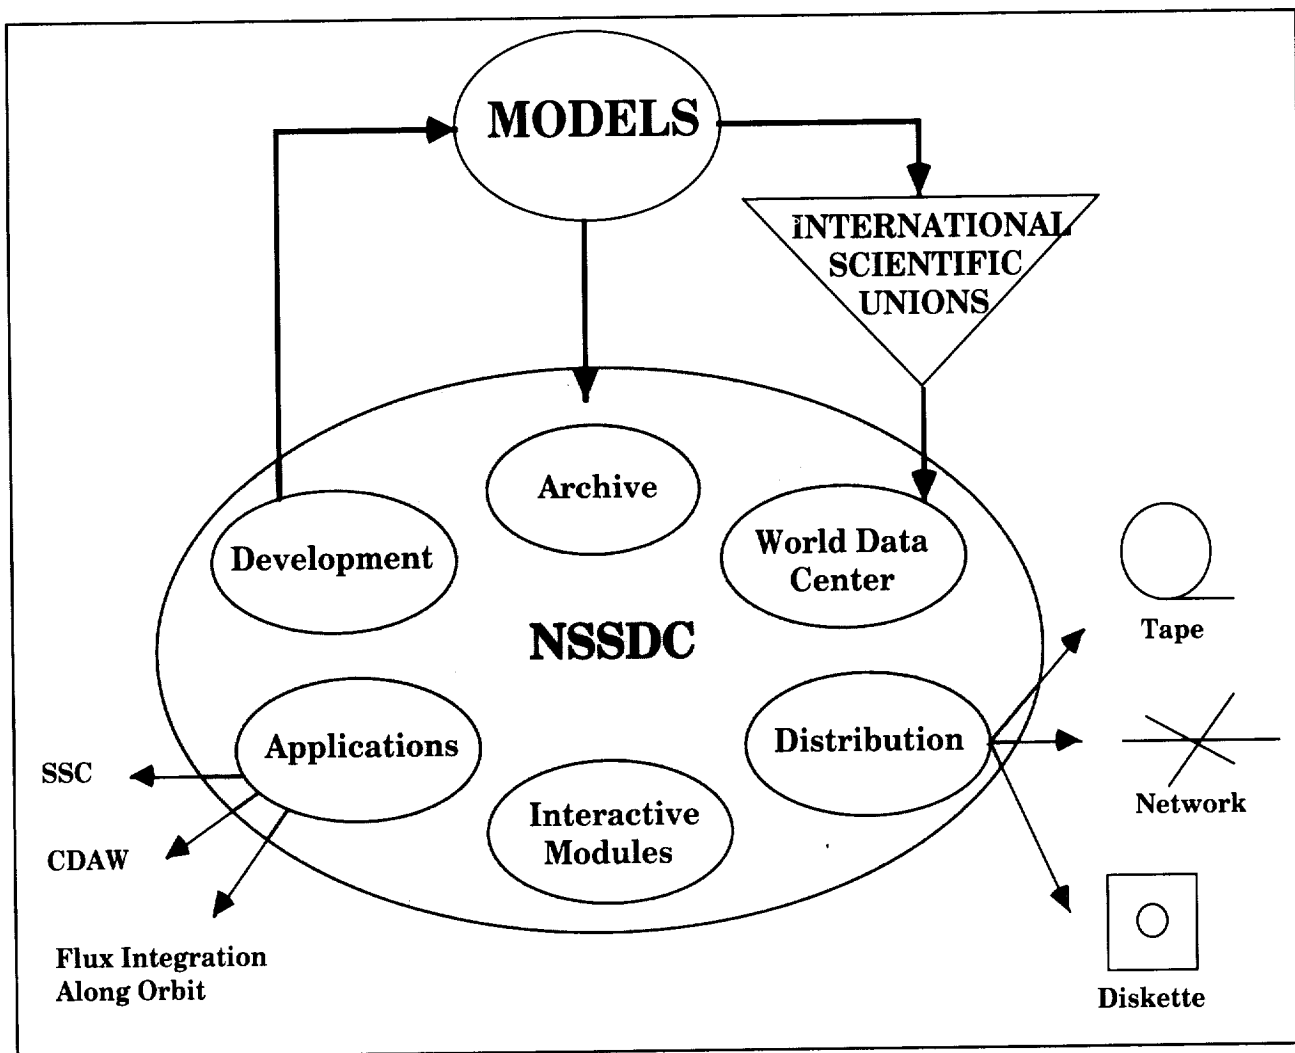 MODELS
INTERNATIONAL
SCIENTIFIC
UNIONS
Archive
Development
World Data
Center
NSSDC
Tape
Applications
Distribution
SSC
Interactive
Modules
Network
CDAW
Flux Integration
Along Orbit
Diskette